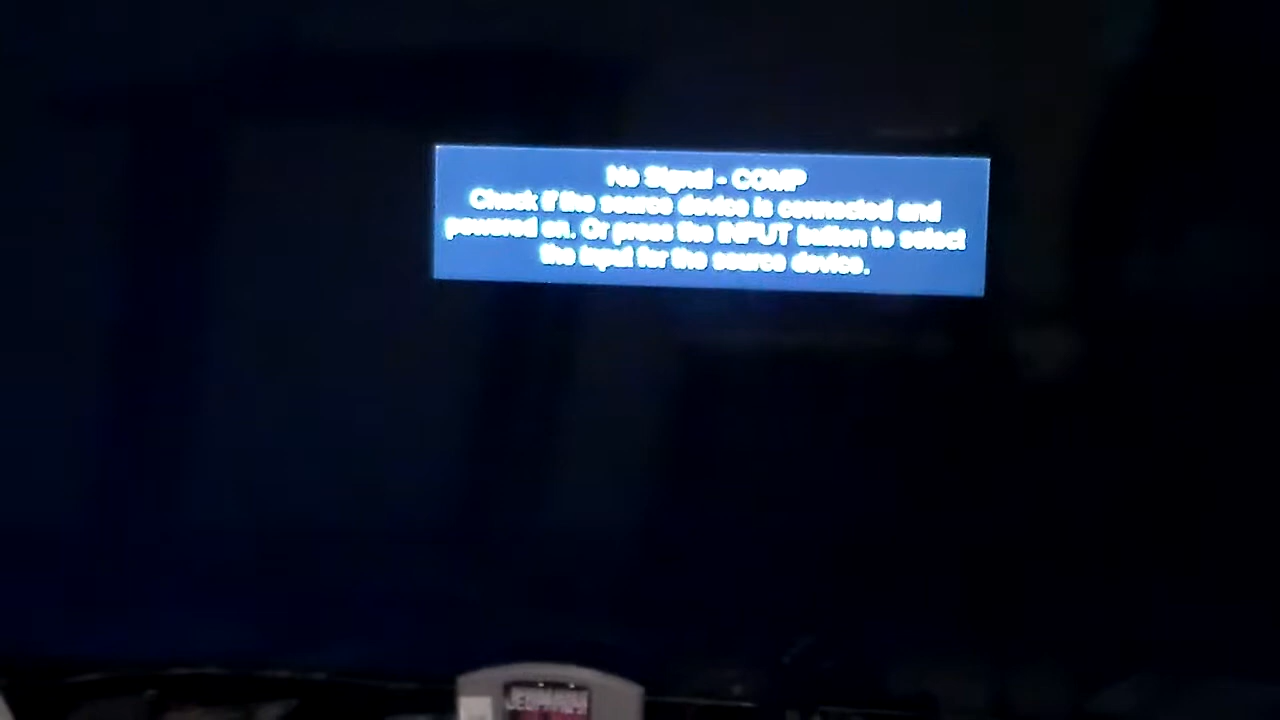 No Signal - COMP
Check if the source device is connected and
powered on. Or press the INPUT button to select
the input for the source device.
JEOPARDY!